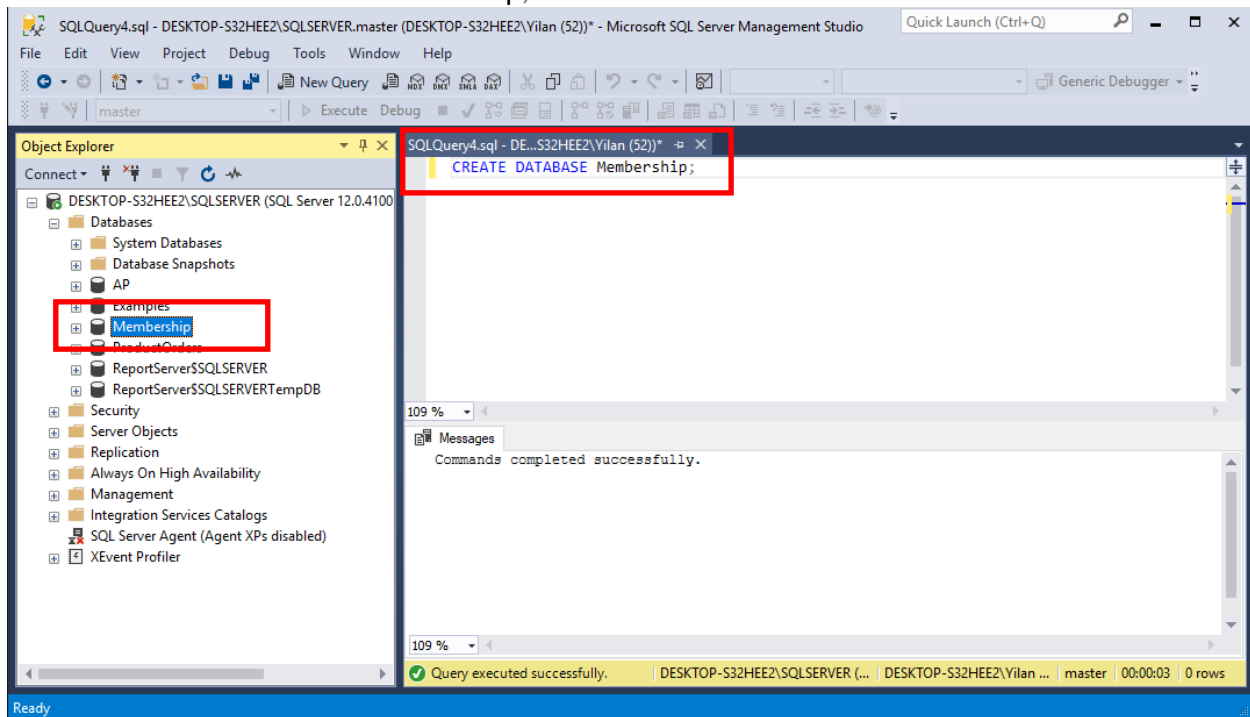 SQLQuery4.sql - DESKTOP-S32HEE2\SQLSERVER.master (DESKTOP-S32HEE2\Yilan (52))* - Microsoft SQL Server Management Studio
Quick Launch (Ctrl+Q)
File Edit View Project Debug Tools Window Help
New Query MDX DMX XMLA DAX Generic Debugger
master Execute Debug
Object Explorer
Connect
DESKTOP-S32HEE2\SQLSERVER (SQL Server 12.0.4100
Databases
System Databases
Database Snapshots
AP
Examples
Membership
ProductOrders
ReportServer$SQLSERVER
ReportServer$SQLSERVERTempDB
Security
Server Objects
Replication
Always On High Availability
Management
Integration Services Catalogs
SQL Server Agent (Agent XPs disabled)
XEvent Profiler
SQLQuery4.sql - DE...S32HEE2\Yilan (52))*
CREATE DATABASE Membership;
109 %
Messages
Commands completed successfully.
109 %
Query executed successfully. DESKTOP-S32HEE2\SQLSERVER (... DESKTOP-S32HEE2\Yilan ... master 00:00:03 0 rows
Ready